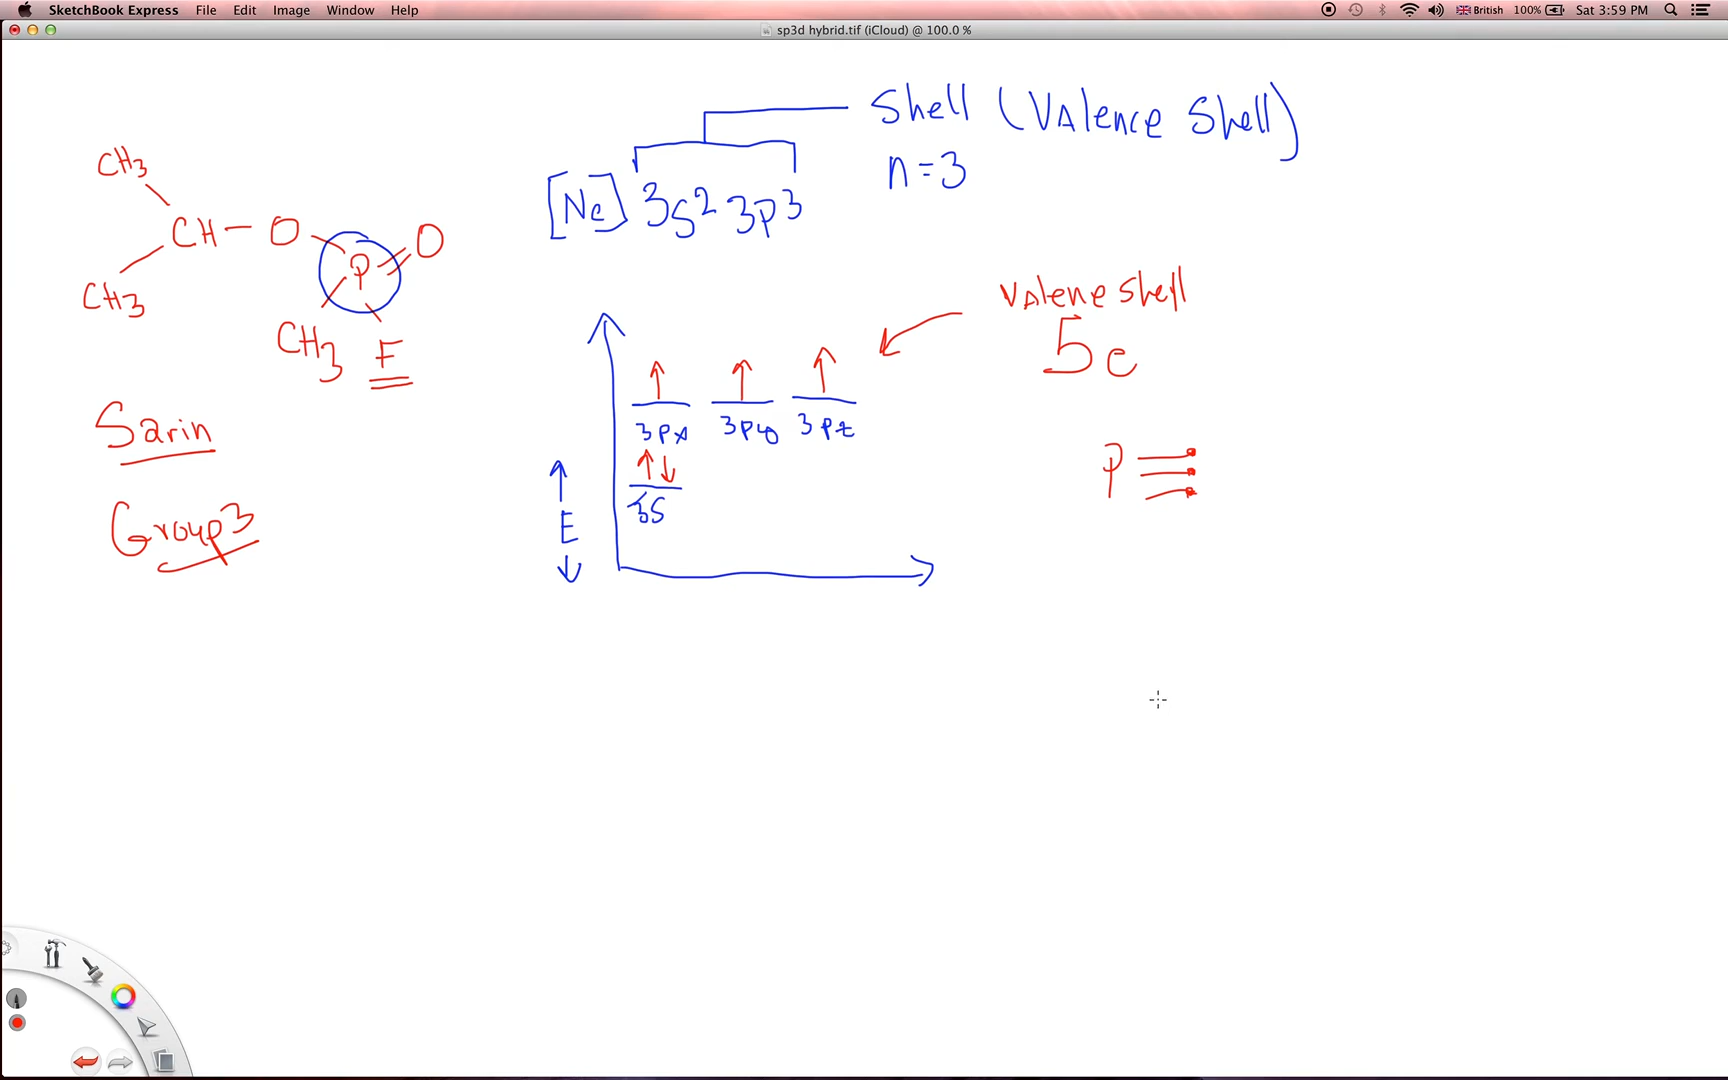 SketchBook Express File Edit Image Window Help British 100% Sat 3:59 PM
sp3d hybrid.tif (iCloud) @ 100.0 %
Shell (Valence Shell)
n=3
[Ne] 3s² 3p³
CH3
CH O P O
CH3
CH3 F
Sarin
Group3
Valene Shell
5e
3px 3py 3pz
3s
E
P